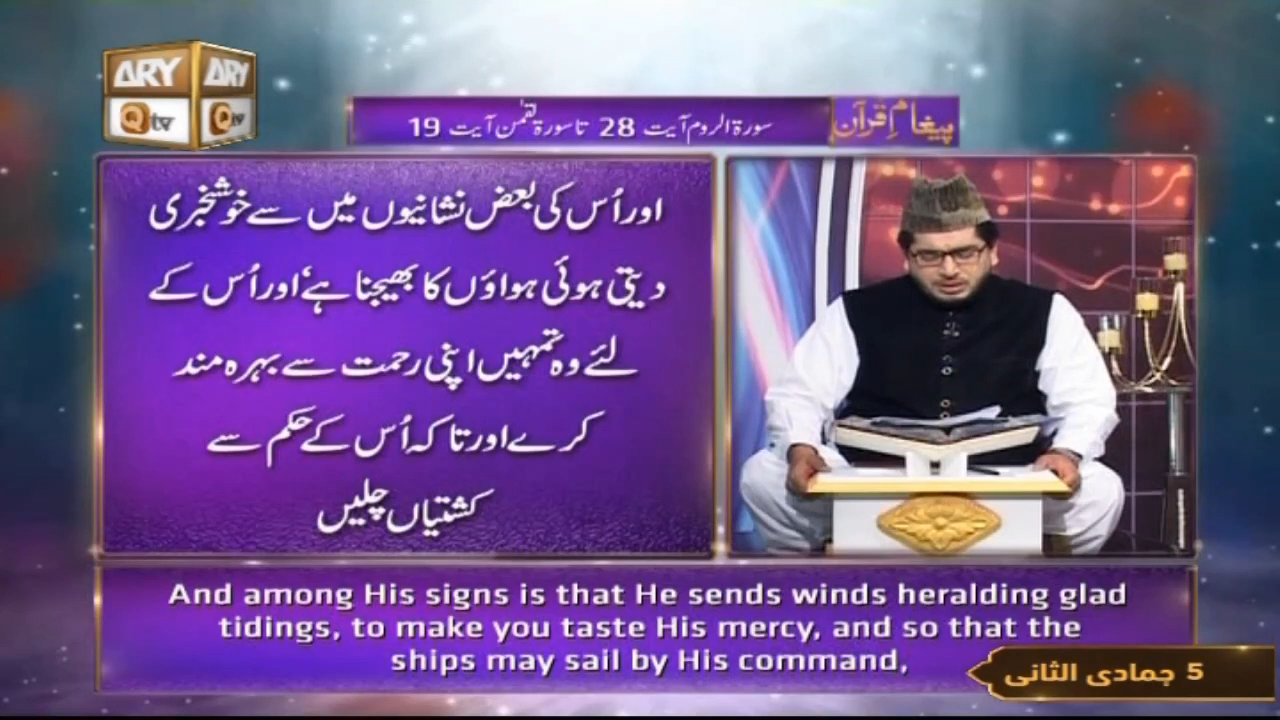 ARY
ARY
Qtv
Qtv
پیغامِ قرآن
سورۃ الروم آیت 28 تا سورۃ لقمٰن آیت 19
اور اُس کی بعض نشانیوں میں سے خوشخبری
دیتی ہوئی ہواؤں کا بھیجنا ہے‘ اور اُس کے
لئے وہ تمہیں اپنی رحمت سے بہرہ مند
کرے اور تاکہ اُس کے حکم سے
کشتیاں چلیں
And among His signs is that He sends winds heralding glad
tidings, to make you taste His mercy, and so that the
ships may sail by His command,
5 جمادی الثانی